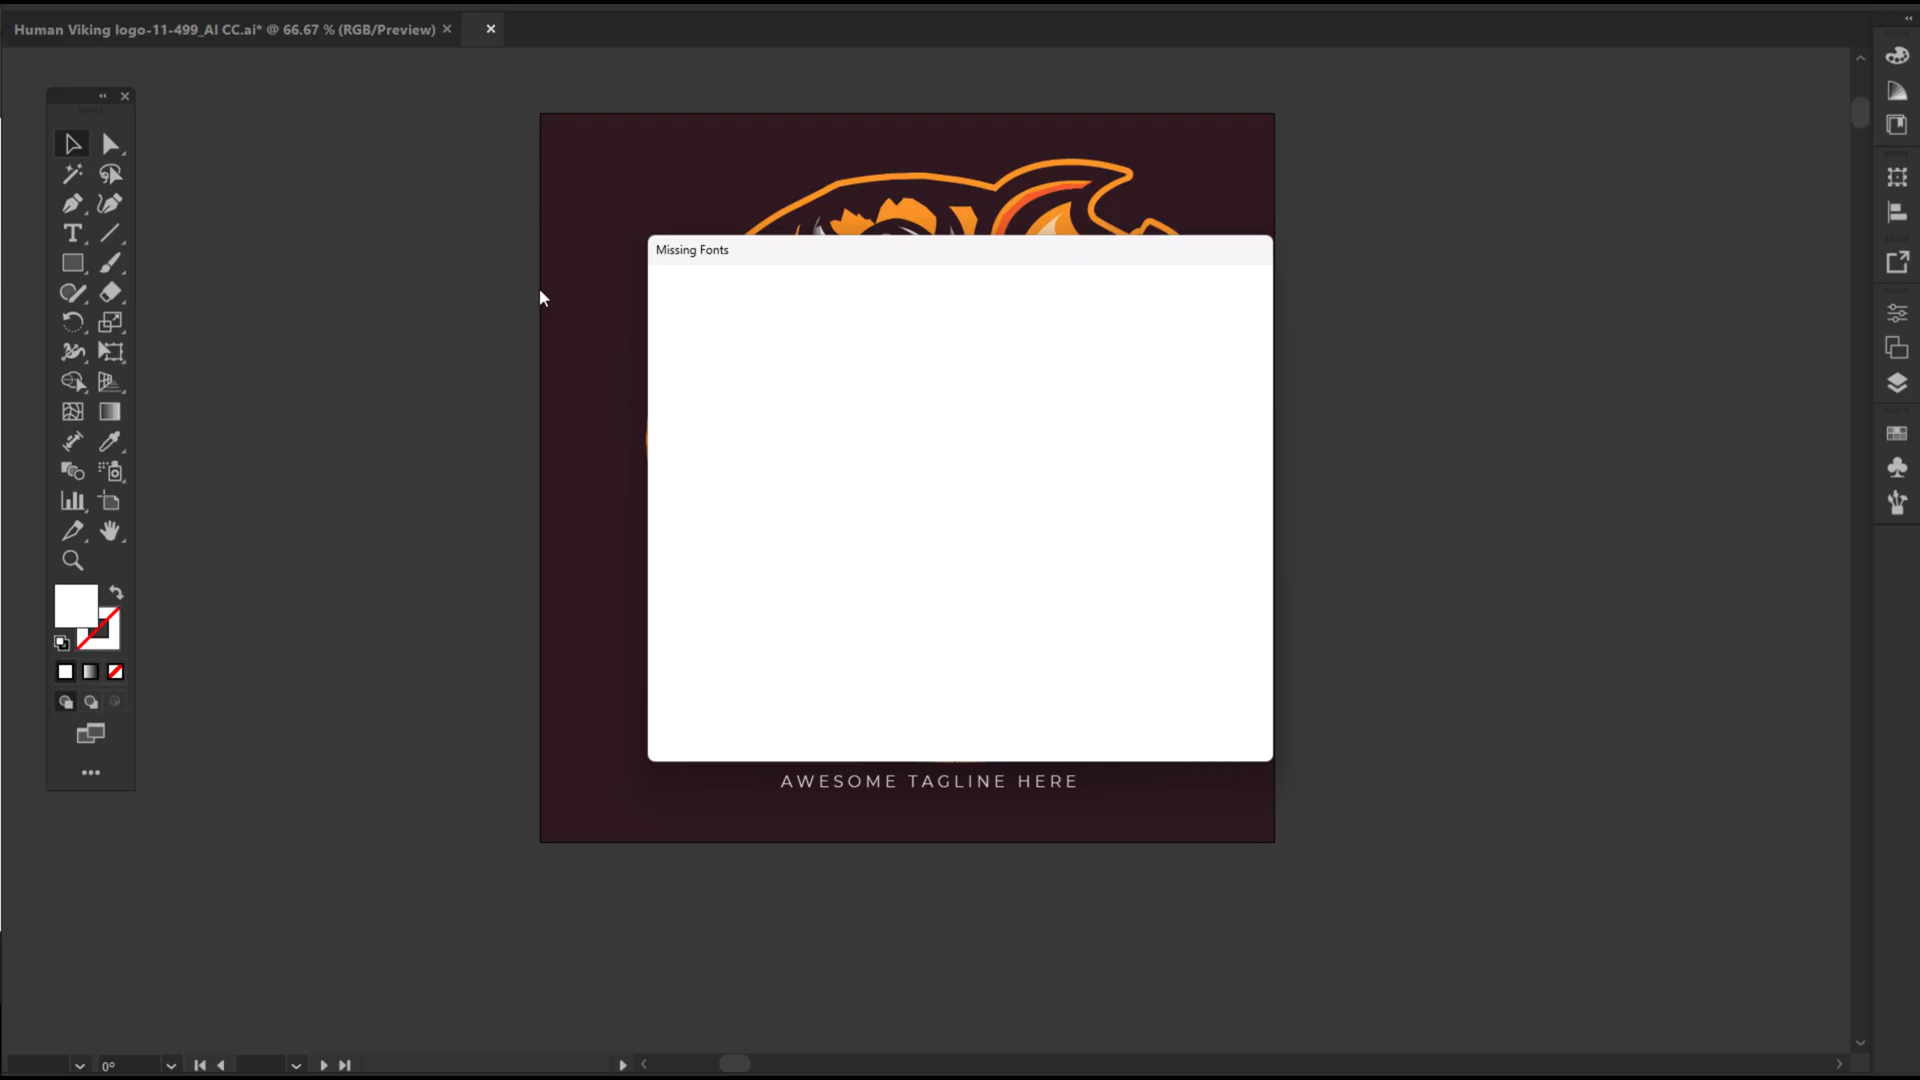 Human Viking logo-11-499_AI CC.ai* @ 66.67 % (RGB/Preview)
Missing Fonts
AWESOME TAGLINE HERE
0°